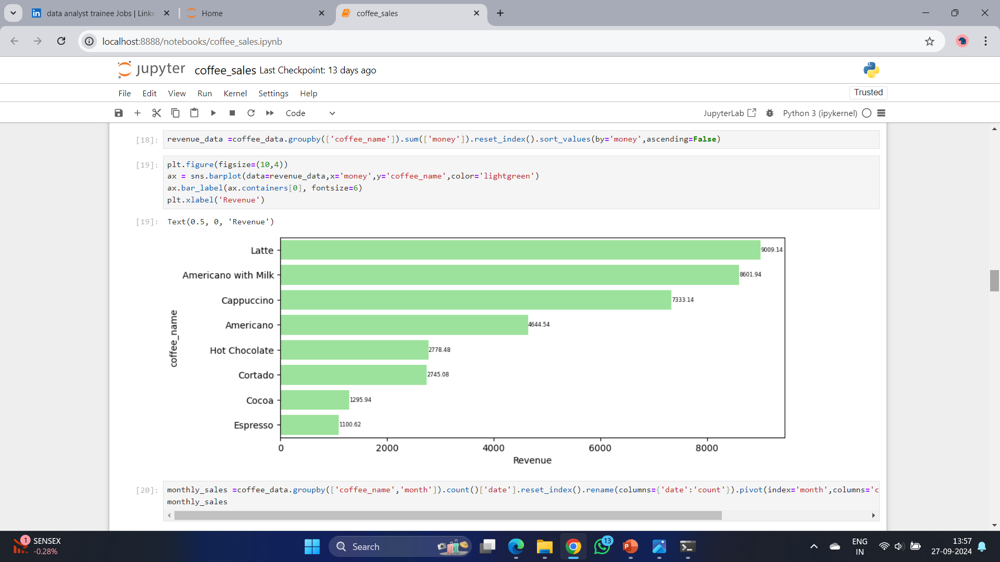 data analyst trainee Jobs | Linke
Home
coffee_sales
localhost:8888/notebooks/coffee_sales.ipynb
jupyter coffee_sales Last Checkpoint: 13 days ago
File Edit View Run Kernel Settings Help
Trusted
Code
JupyterLab
Python 3 (ipykernel)
[18]: revenue_data =coffee_data.groupby(['coffee_name']).sum(['money']).reset_index().sort_values(by='money',ascending=False)
[19]: plt.figure(figsize=(10,4))
ax = sns.barplot(data=revenue_data,x='money',y='coffee_name',color='lightgreen')
ax.bar_label(ax.containers[0], fontsize=6)
plt.xlabel('Revenue')
[19]: Text(0.5, 0, 'Revenue')
Latte 9009.14
Americano with Milk 8601.94
Cappuccino 7333.14
Americano 4644.54
Hot Chocolate 2778.48
Cortado 2745.08
Cocoa 1295.94
Espresso 1100.62
coffee_name
0 2000 4000 6000 8000
Revenue
[20]: monthly_sales =coffee_data.groupby(['coffee_name','month']).count()['date'].reset_index().rename(columns={'date':'count'}).pivot(index='month',columns='c
monthly_sales
1
SENSEX
-0.28%
Search
13
ENG
IN
13:57
27-09-2024